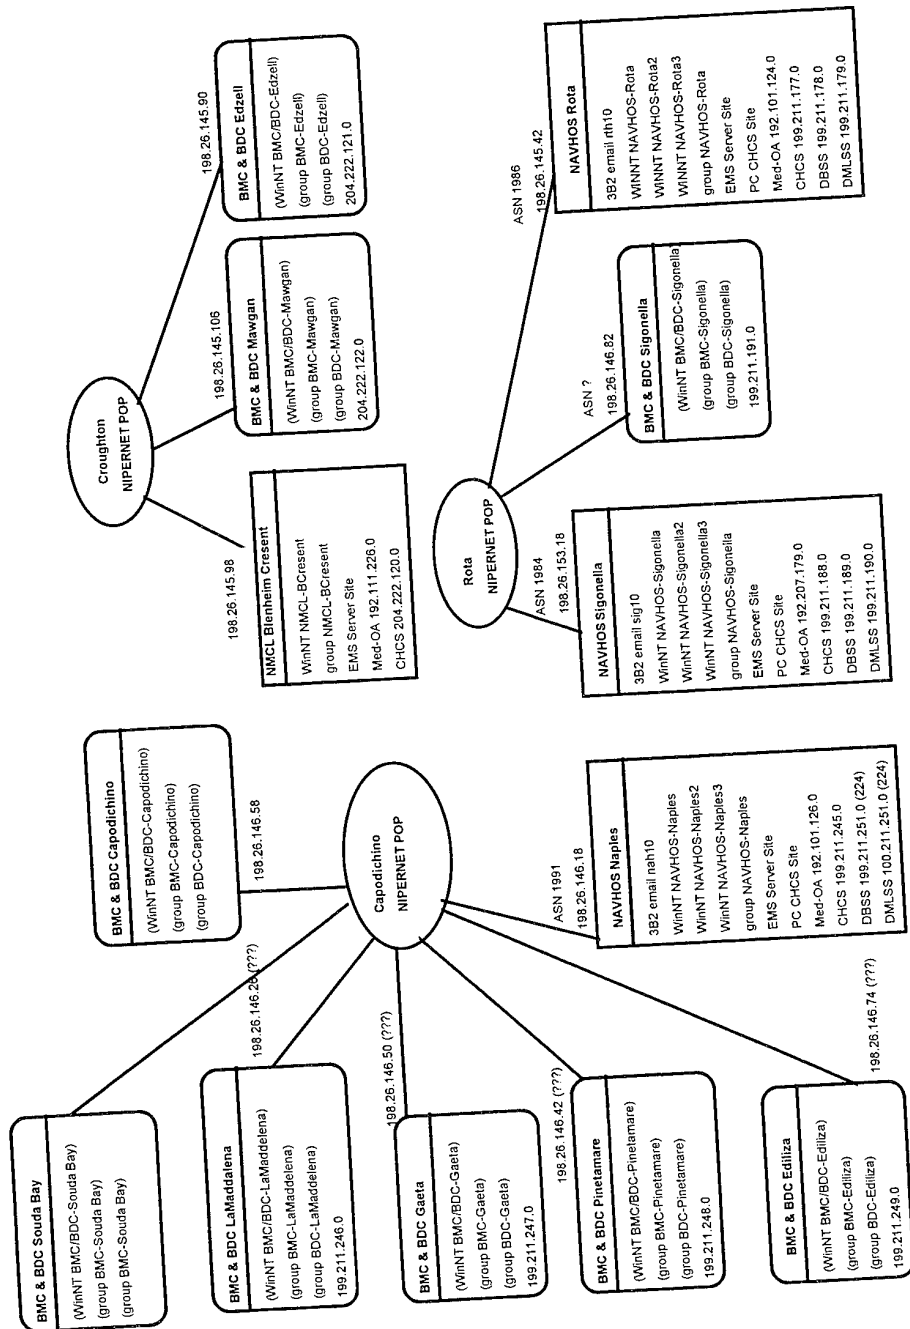 BMC & BDC Souda Bay
(WinNT BMC/BDC-Souda Bay)
(group BMC-Souda Bay)
(group BMC-Souda Bay)
BMC & BDC LaMaddalena
(WinNT BMC/BDC-LaMaddelena)
(group BMC-LaMaddelena)
(group BDC-LaMaddelena)
199.211.246.0
198.26.146.26 (???)
BMC & BDC Gaeta
(WinNT BMC/BDC-Gaeta)
(group BMC-Gaeta)
(group BDC-Gaeta)
199.211.247.0
198.26.146.50 (???)
BMC & BDC Pinetamare
(WinNT BMC/BDC-Pinetamare)
(group BMC-Pinetamare)
(group BDC-Pinetamare)
199.211.248.0
198.26.146.42 (???)
BMC & BDC Ediliza
(WinNT BMC/BDC-Ediliza)
(group BMC-Ediliza)
(group BDC-Ediliza)
199.211.249.0
198.26.146.74 (???)
BMC & BDC Capodichino
(WinNT BMC/BDC-Capodichino)
(group BMC-Capodichino)
(group BDC-Capodichino)
198.26.146.58
Capodichino
NIPERNET POP
ASN 1991
198.26.146.18
NAVHOS Naples
3B2 email nah10
WinNT NAVHOS-Naples
WinNT NAVHOS-Naples2
WinNT NAVHOS-Naples3
group NAVHOS-Naples
EMS Server Site
PC CHCS Site
Med-OA 192.101.126.0
CHCS 199.211.245.0
DBSS 199.211.251.0 (224)
DMLSS 100.211.251.0 (224)
Croughton
NIPERNET POP
198.26.145.98
NMCL Blenheim Cresent
WinNT NMCL-BCresent
group NMCL-BCresent
EMS Server Site
Med-OA 192.111.226.0
CHCS 204.222.120.0
198.26.145.106
BMC & BDC Mawgan
(WinNT BMC/BDC-Mawgan)
(group BMC-Mawgan)
(group BDC-Mawgan)
204.222.122.0
198.26.145.90
BMC & BDC Edzell
(WinNT BMC/BDC-Edzell)
(group BMC-Edzell)
(group BDC-Edzell)
204.222.121.0
Rota
NIPERNET POP
ASN 1984
198.26.153.18
NAVHOS Sigonella
3B2 email sig10
WinNT NAVHOS-Sigonella
WinNT NAVHOS-Sigonella2
WinNT NAVHOS-Sigonella3
group NAVHOS-Sigonella
EMS Server Site
PC CHCS Site
Med-OA 192.207.179.0
CHCS 199.211.188.0
DBSS 199.211.189.0
DMLSS 199.211.190.0
ASN ?
198.26.146.82
BMC & BDC Sigonella
(WinNT BMC/BDC-Sigonella)
(group BMC-Sigonella)
(group BDC-Sigonella)
199.211.191.0
ASN 1986
198.26.145.42
NAVHOS Rota
3B2 email rth10
WINNT NAVHOS-Rota
WINNT NAVHOS-Rota2
WINNT NAVHOS-Rota3
group NAVHOS-Rota
EMS Server Site
PC CHCS Site
Med-OA 192.101.124.0
CHCS 199.211.177.0
DBSS 199.211.178.0
DMLSS 199.211.179.0